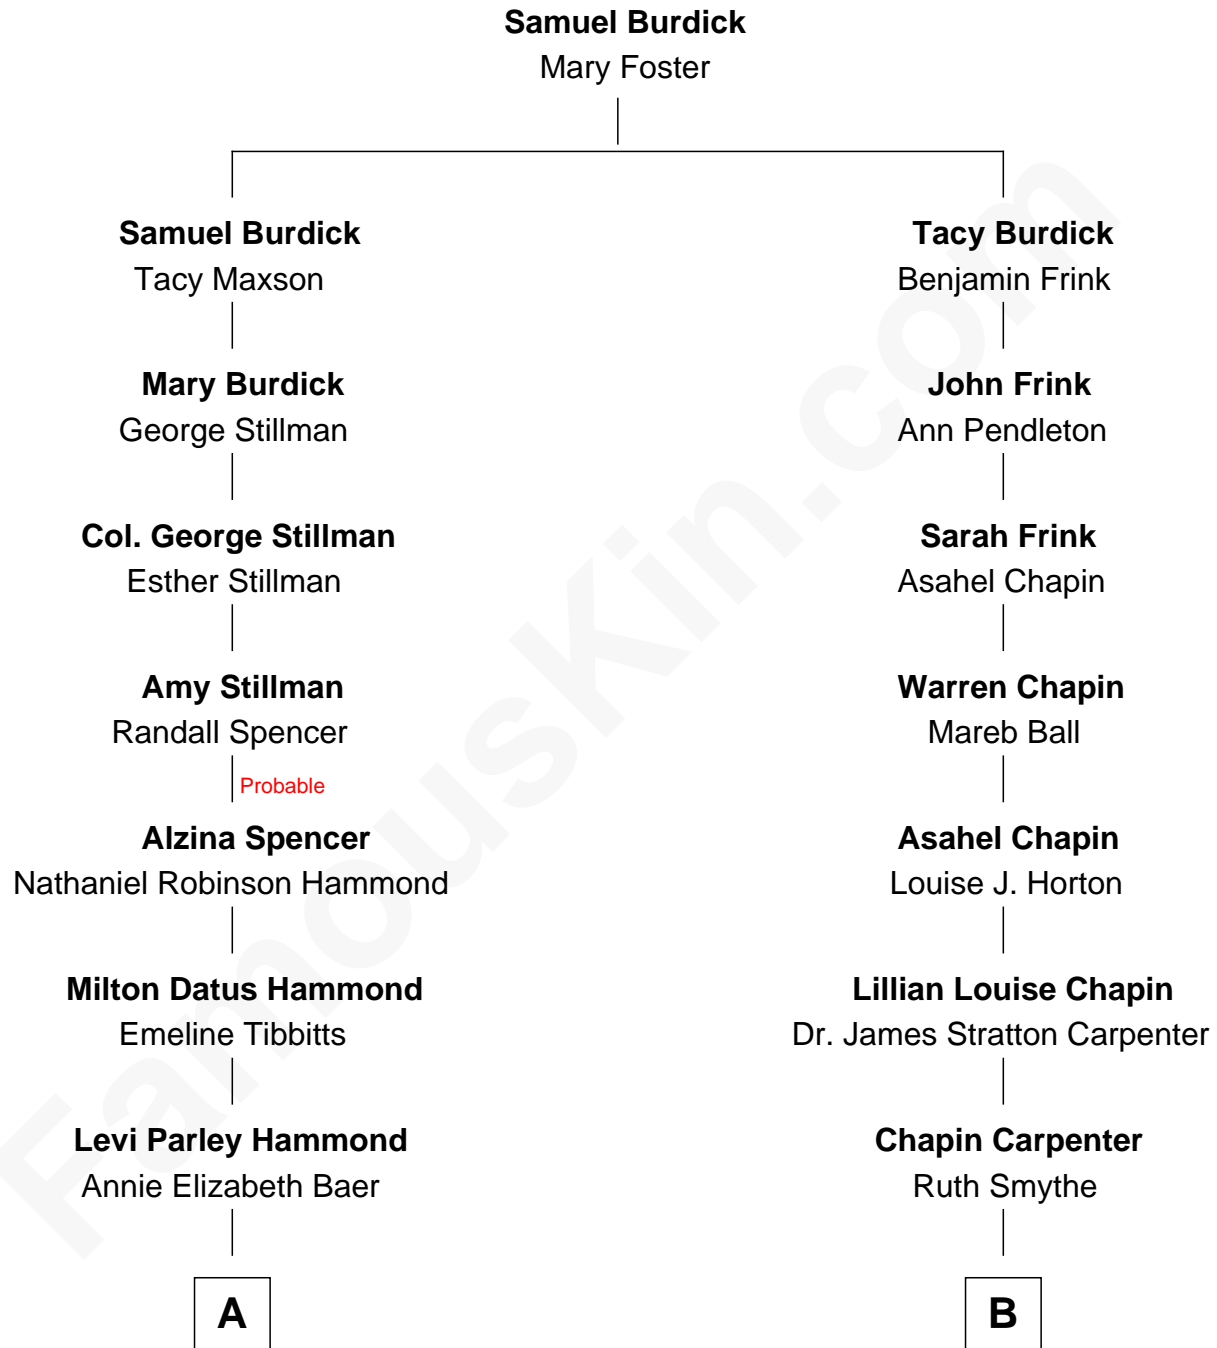 Samuel Burdick
Mary Foster
Samuel Burdick
Tacy Maxson
Tacy Burdick
Benjamin Frink
Mary Burdick
George Stillman
John Frink
Ann Pendleton
Col. George Stillman
Esther Stillman
Sarah Frink
Asahel Chapin
Amy Stillman
Randall Spencer
Warren Chapin
Mareb Ball
Probable
Alzina Spencer
Nathaniel Robinson Hammond
Asahel Chapin
Louise J. Horton
Milton Datus Hammond
Emeline Tibbitts
Lillian Louise Chapin
Dr. James Stratton Carpenter
Levi Parley Hammond
Annie Elizabeth Baer
Chapin Carpenter
Ruth Smythe
A
B
FamousKin.com